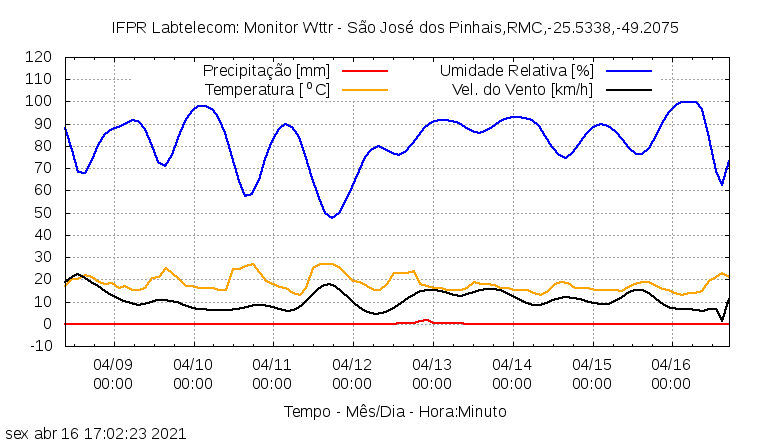 IFPR Labtelecom: Monitor Wttr - São José dos Pinhais,RMC,-25.5338,-49.2075
120
110
100
90
80
70
60
50
40
30
20
10
0
-10
Precipitação [mm]
Temperatura [⁰C]
Umidade Relativa [%]
Vel. do Vento [km/h]
04/09 04/10 04/11 04/12 04/13 04/14 04/15 04/16
00:00 00:00 00:00 00:00 00:00 00:00 00:00 00:00
Tempo - Mês/Dia - Hora:Minuto
sex abr 16 17:02:23 2021